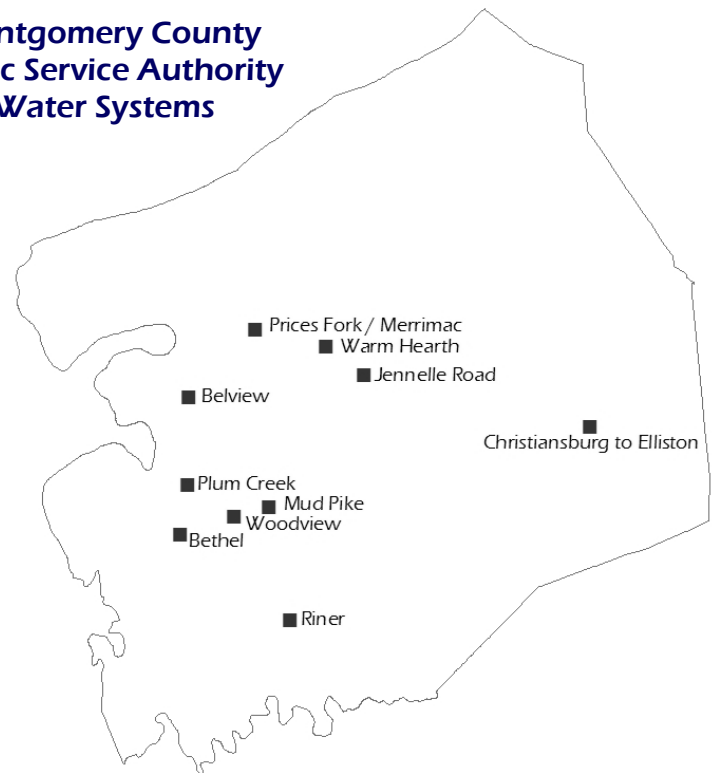 ntgomery County
c Service Authority
Water Systems
Prices Fork / Merrimac
Warm Hearth
Jennelle Road
Belview
Christiansburg to Elliston
Plum Creek
Mud Pike
Woodview
Bethel
Riner